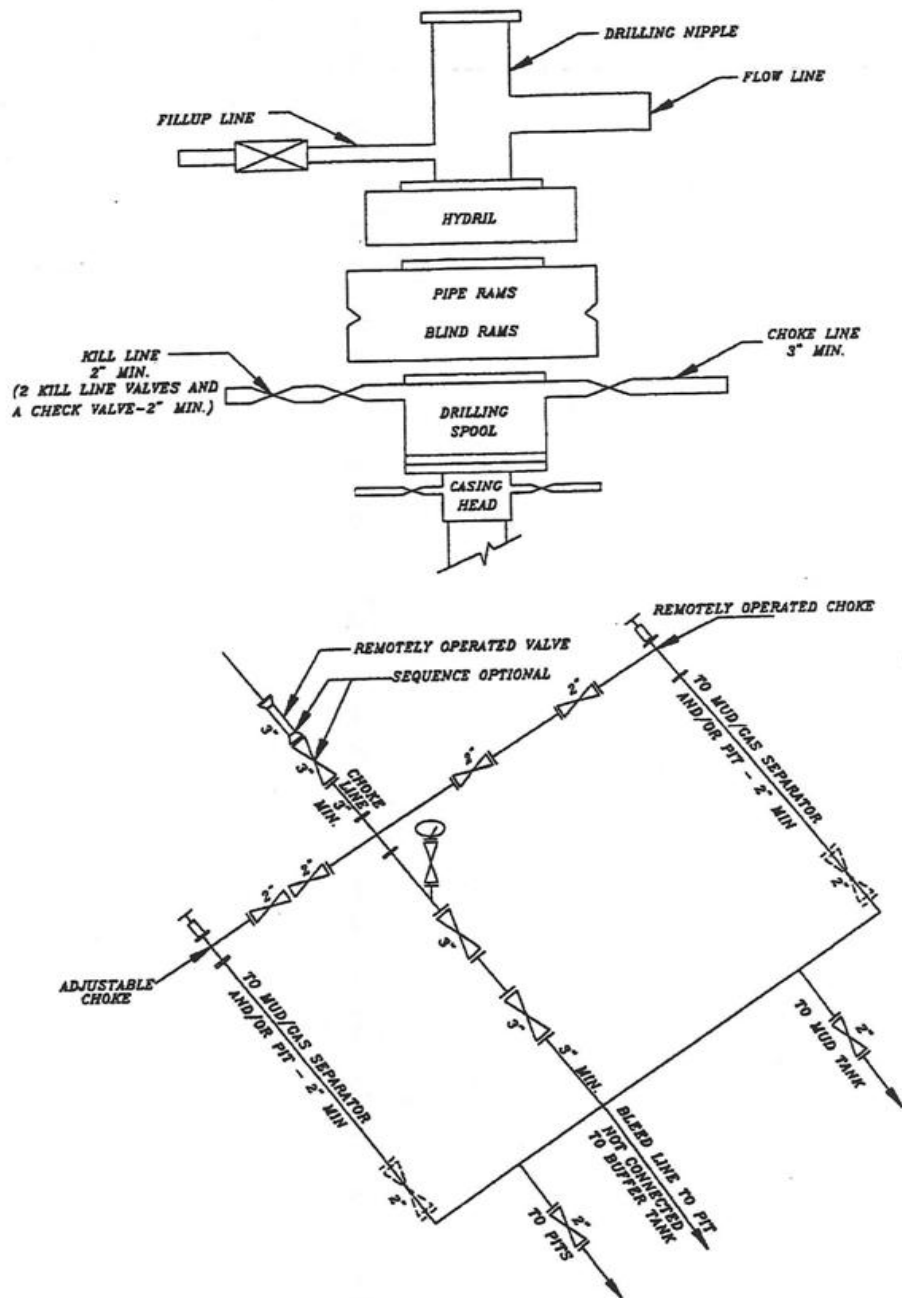 DRILLING NIPPLE
FLOW LINE
FILLUP LINE
HYDRIL
PIPE RAMS
BLIND RAMS
KILL LINE
2" MIN.
(2 KILL LINE VALVES AND
A CHECK VALVE-2" MIN.)
CHOKE LINE
3" MIN.
DRILLING
SPOOL
CASING
HEAD
REMOTELY OPERATED CHOKE
REMOTELY OPERATED VALVE
SEQUENCE OPTIONAL
3"
3"
CHOKE
LINE
3"
MIN.
2"
2"
TO MUD/GAS SEPARATOR
AND/OR PIT - 2" MIN
2"
2"
2"
3"
3"
3" MIN.
ADJUSTABLE
CHOKE
TO MUD/GAS SEPARATOR
AND/OR PIT - 2" MIN
2"
2"
TO MUD TANK
BLEED LINE TO PIT
NOT CONNECTED
TO BUFFER TANK
2"
TO PITS